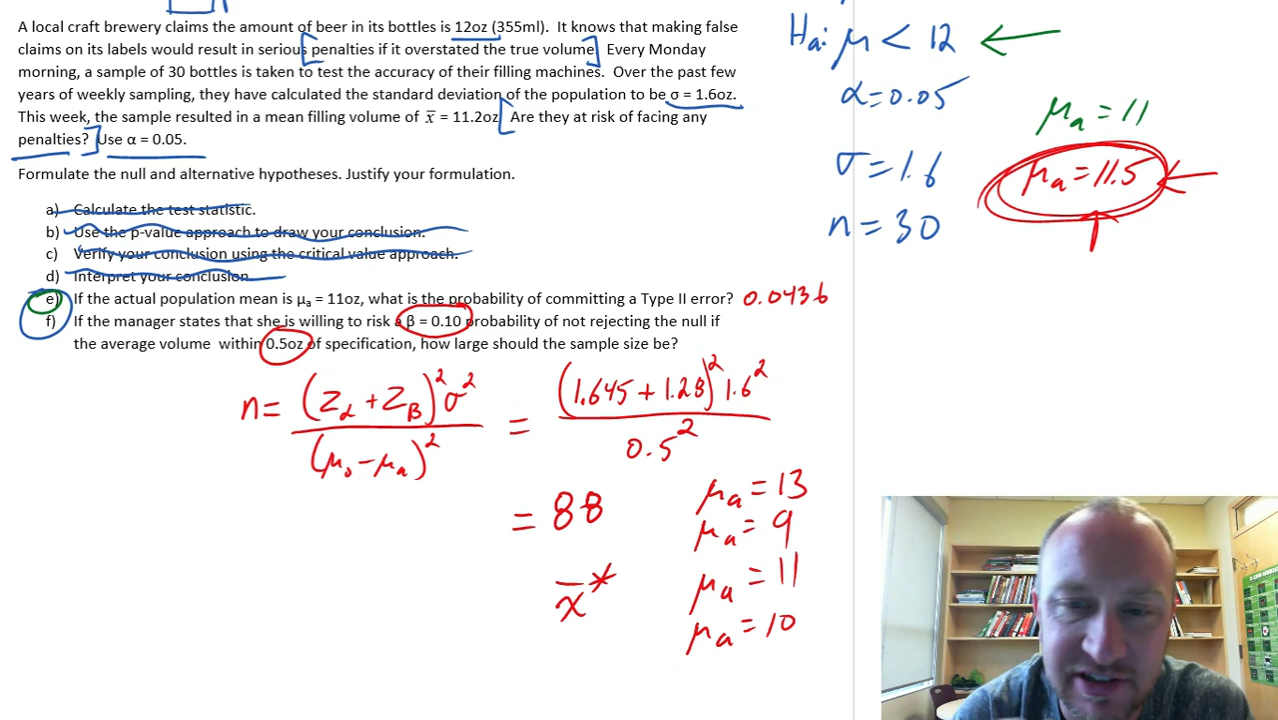 A local craft brewery claims the amount of beer in its bottles is 12oz (355ml). It knows that making false
claims on its labels would result in serious penalties if it overstated the true volume. Every Monday
morning, a sample of 30 bottles is taken to test the accuracy of their filling machines. Over the past few
years of weekly sampling, they have calculated the standard deviation of the population to be σ = 1.6oz.
This week, the sample resulted in a mean filling volume of x̄ = 11.2oz. Are they at risk of facing any
penalties? Use α = 0.05.
Formulate the null and alternative hypotheses. Justify your formulation.
a) Calculate the test statistic.
b) Use the p-value approach to draw your conclusion.
c) Verify your conclusion using the critical value approach.
d) Interpret your conclusion
e) If the actual population mean is μₐ = 11oz, what is the probability of committing a Type II error? 0.0436
f) If the manager states that she is willing to risk a β = 0.10 probability of not rejecting the null if
the average volume within 0.5oz of specification, how large should the sample size be?
n = (Zα + Zβ)² σ² / (μ₀ − μₐ)² = (1.645 + 1.28)² 1.6² / 0.5²
= 88
x̄*
μₐ = 13
μₐ = 9
μₐ = 11
μₐ = 10
Ha: μ < 12
α = 0.05
σ = 1.6
n = 30
μₐ = 11
μₐ = 11.5